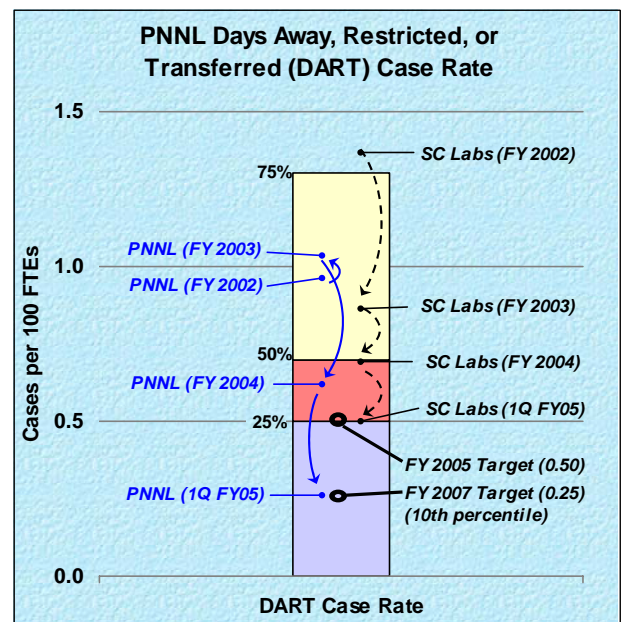 PNNL Days Away, Restricted, or
Transferred (DART) Case Rate
1.5
SC Labs (FY 2002)
75%
PNNL (FY 2003)
1.0
PNNL (FY 2002)
SC Labs (FY 2003)
50%
SC Labs (FY 2004)
PNNL (FY 2004)
SC Labs (1Q FY05)
0.5
25%
FY 2005 Target (0.50)
PNNL (1Q FY05)
FY 2007 Target (0.25)
(10th percentile)
0.0
Cases per 100 FTEs
DART Case Rate